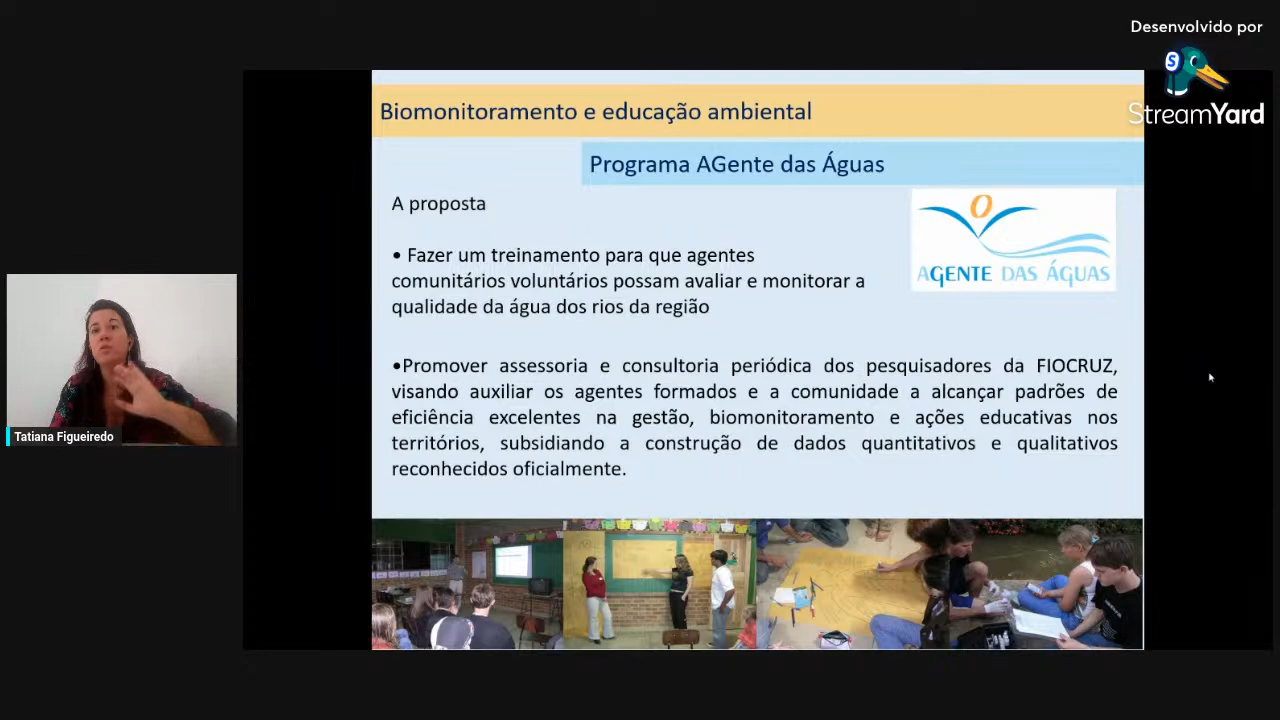 Desenvolvido por
StreamYard
Biomonitoramento e educação ambiental
Programa AGente das Águas
A proposta
AGENTE DAS ÁGUAS
• Fazer um treinamento para que agentes
comunitários voluntários possam avaliar e monitorar a
qualidade da água dos rios da região
•Promover assessoria e consultoria periódica dos pesquisadores da FIOCRUZ,
visando auxiliar os agentes formados e a comunidade a alcançar padrões de
eficiência excelentes na gestão, biomonitoramento e ações educativas nos
territórios, subsidiando a construção de dados quantitativos e qualitativos
reconhecidos oficialmente.
Tatiana Figueiredo